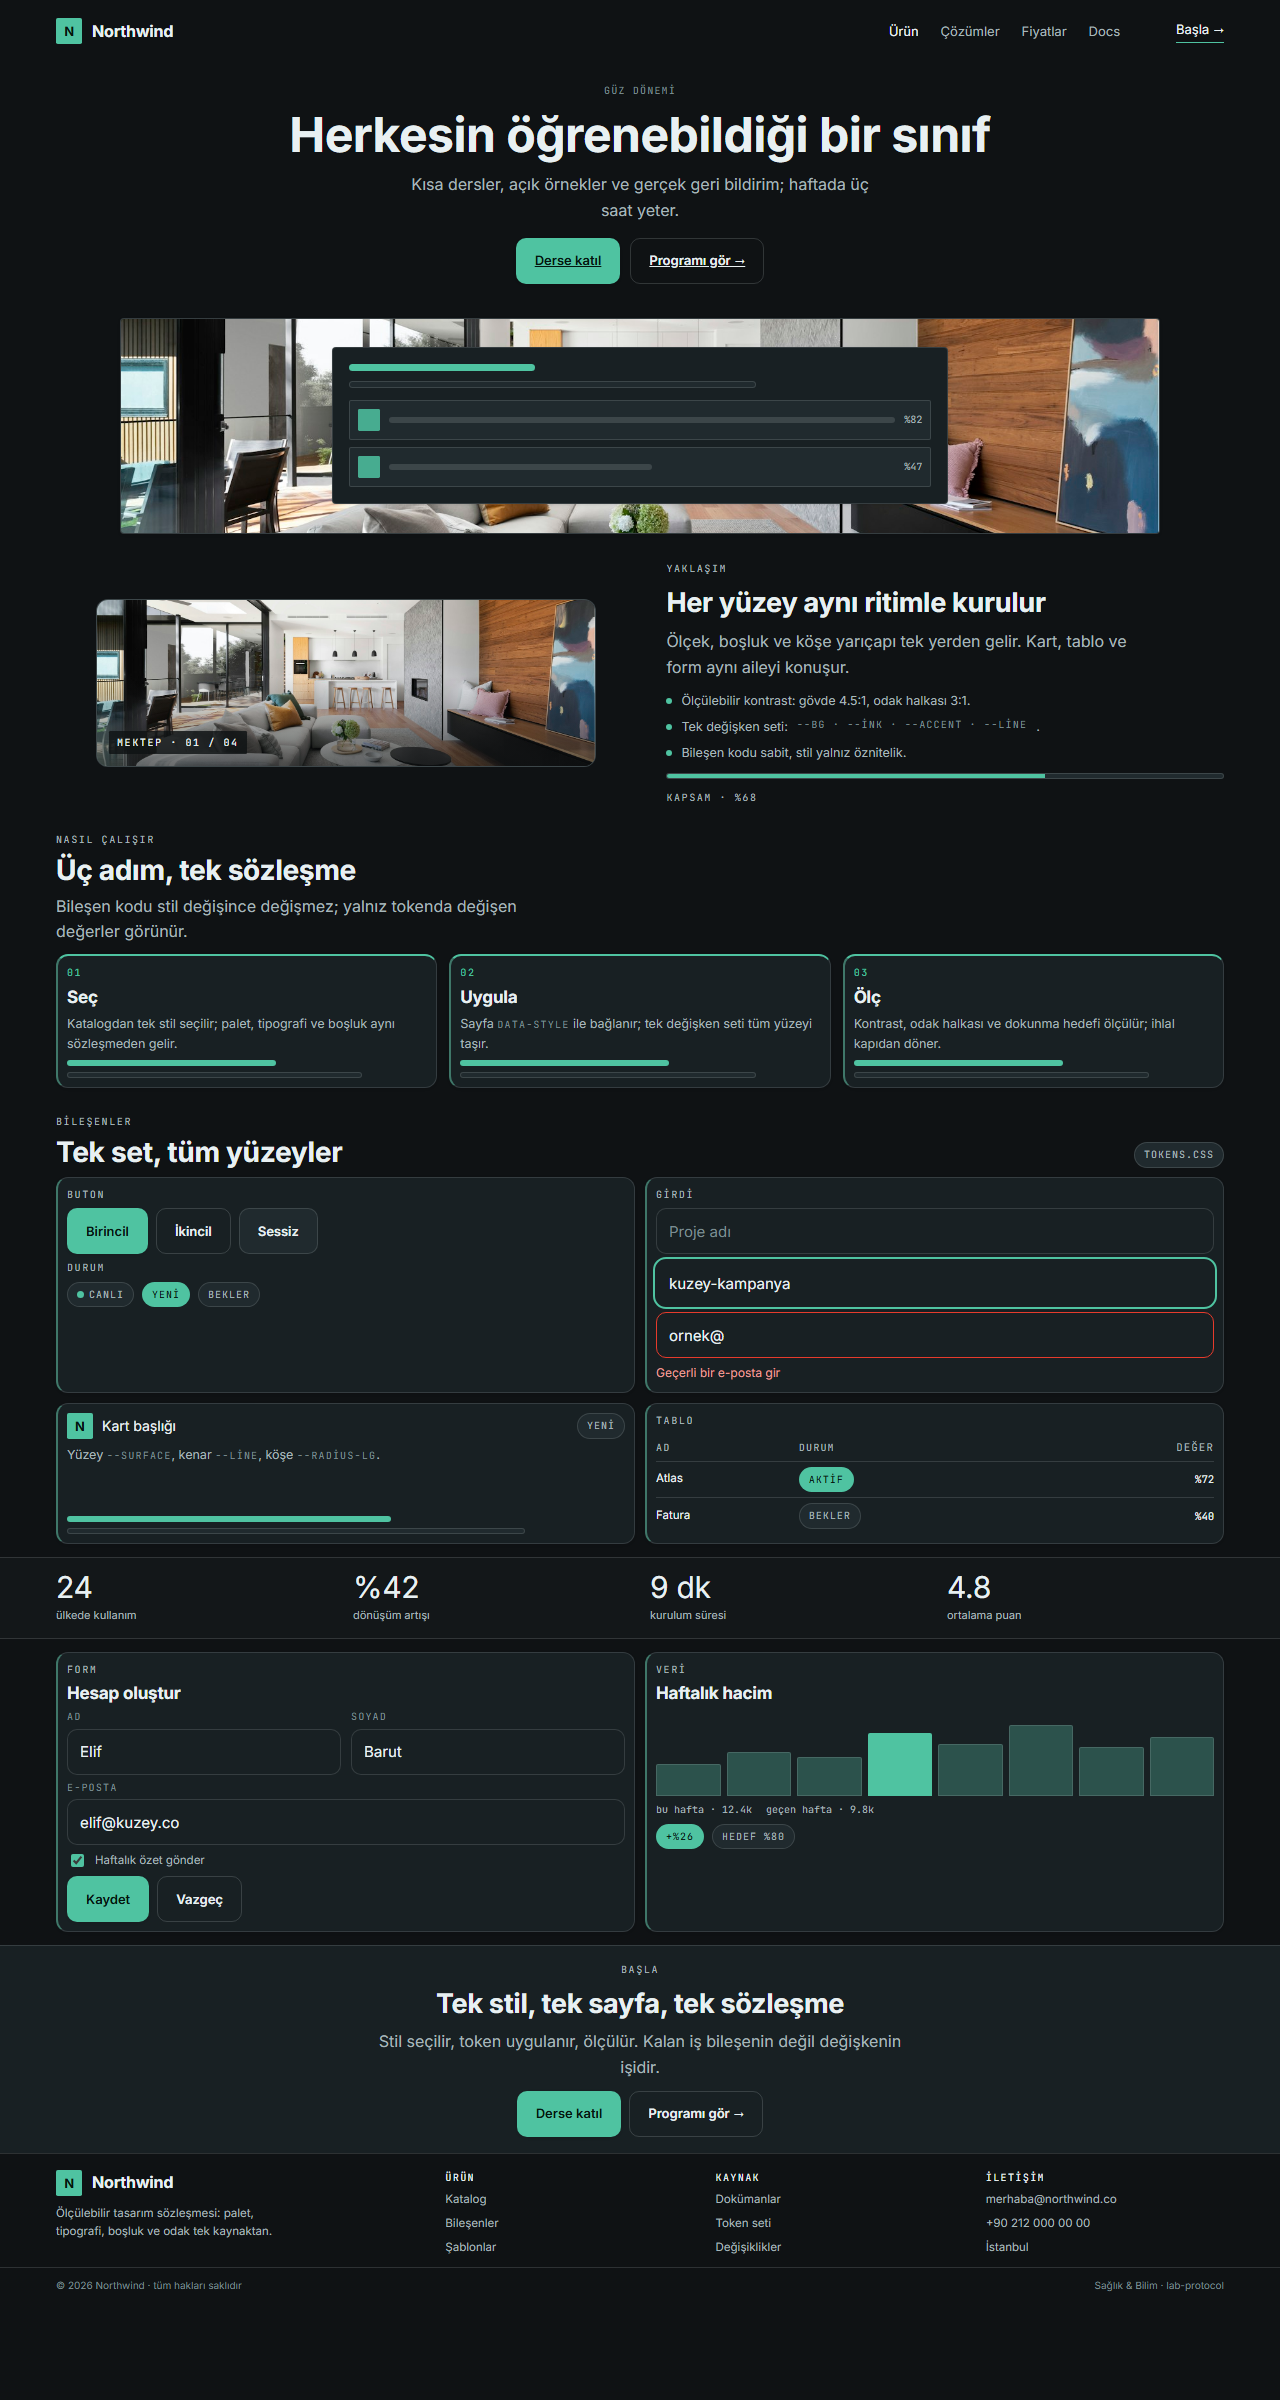 N Northwind
Ürün Çözümler Fiyatlar Docs Başla →
GÜZ DÖNEMİ
Herkesin öğrenebildiği bir sınıf
Kısa dersler, açık örnekler ve gerçek geri bildirim; haftada üç
saat yeter.
Derse katıl Programı gör →
%82
%47
MEKTEP · 01 / 04
YAKLAŞIM
Her yüzey aynı ritimle kurulur
Ölçek, boşluk ve köşe yarıçapı tek yerden gelir. Kart, tablo ve
form aynı aileyi konuşur.
Ölçülebilir kontrast: gövde 4.5:1, odak halkası 3:1.
Tek değişken seti: --BG · --İNK · --ACCENT · --LİNE .
Bileşen kodu sabit, stil yalnız öznitelik.
KAPSAM · %68
NASIL ÇALIŞIR
Üç adım, tek sözleşme
Bileşen kodu stil değişince değişmez; yalnız tokenda değişen
değerler görünür.
01
Seç
Katalogdan tek stil seçilir; palet, tipografi ve boşluk aynı
sözleşmeden gelir.
02
Uygula
Sayfa DATA-STYLE ile bağlanır; tek değişken seti tüm yüzeyi
taşır.
03
Ölç
Kontrast, odak halkası ve dokunma hedefi ölçülür; ihlal
kapıdan döner.
BİLEŞENLER
Tek set, tüm yüzeyler
TOKENS.CSS
BUTON
Birincil İkincil Sessiz
DURUM
CANLI YENİ BEKLER
GİRDİ
Proje adı
kuzey-kampanya
ornek@
Geçerli bir e-posta gir
N Kart başlığı YENİ
Yüzey --SURFACE, kenar --LİNE, köşe --RADİUS-LG.
TABLO
AD DURUM DEĞER
Atlas AKTİF %72
Fatura BEKLER %40
24
ülkede kullanım
%42
dönüşüm artışı
9 dk
kurulum süresi
4.8
ortalama puan
FORM
Hesap oluştur
AD SOYAD
Elif Barut
E-POSTA
elif@kuzey.co
Haftalık özet gönder
Kaydet Vazgeç
VERİ
Haftalık hacim
bu hafta · 12.4k geçen hafta · 9.8k
+%26 HEDEF %80
BAŞLA
Tek stil, tek sayfa, tek sözleşme
Stil seçilir, token uygulanır, ölçülür. Kalan iş bileşenin değil değişkenin
işidir.
Derse katıl Programı gör →
N Northwind
Ölçülebilir tasarım sözleşmesi: palet,
tipografi, boşluk ve odak tek kaynaktan.
ÜRÜN
Katalog
Bileşenler
Şablonlar
KAYNAK
Dokümanlar
Token seti
Değişiklikler
İLETİŞİM
merhaba@northwind.co
+90 212 000 00 00
İstanbul
© 2026 Northwind · tüm hakları saklıdır
Sağlık & Bilim · lab-protocol